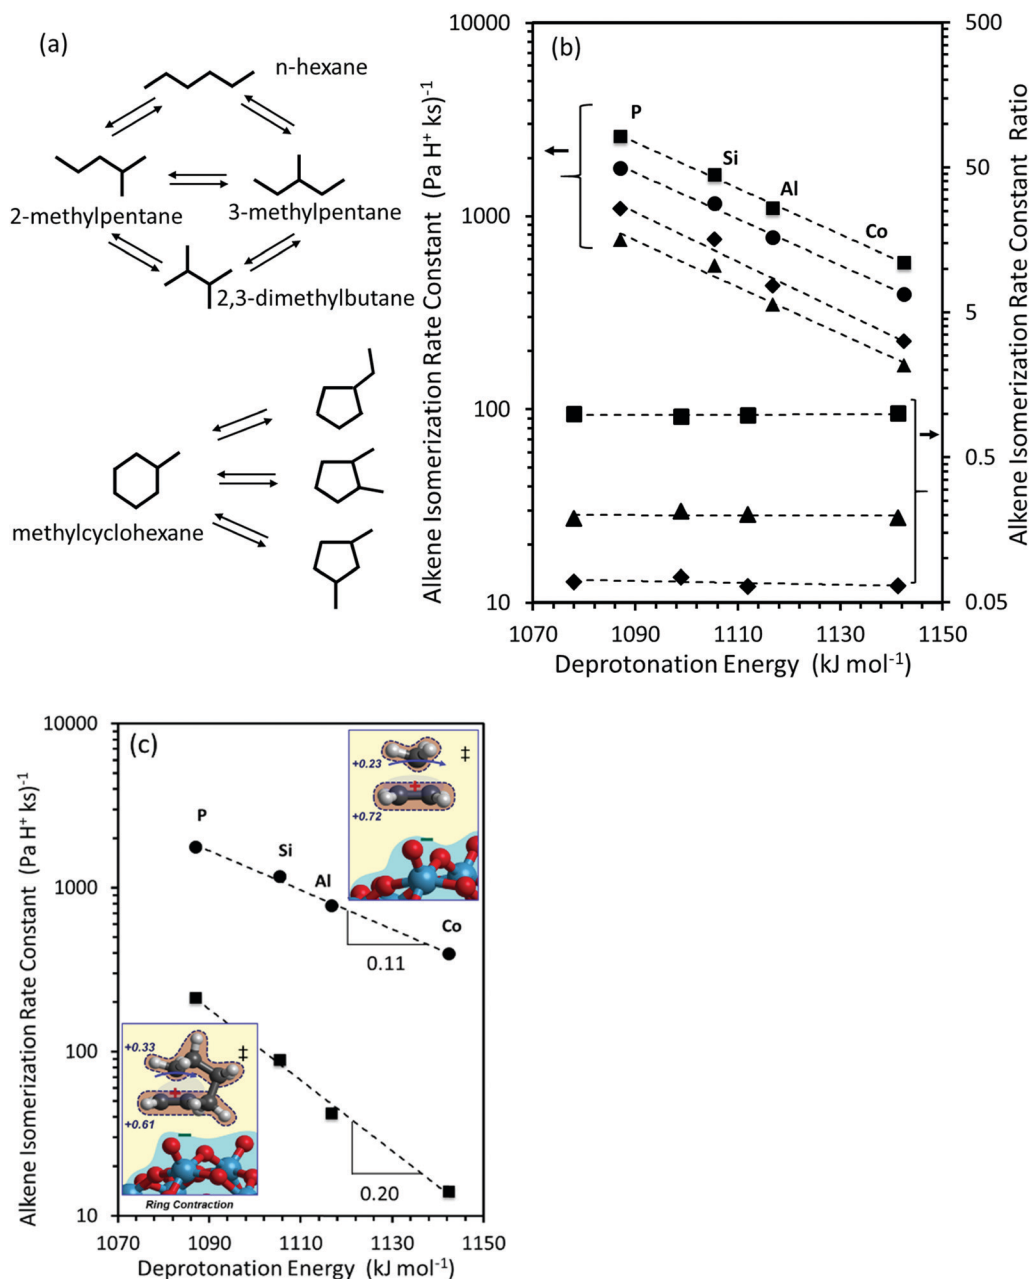 (a)
n-hexane
2-methylpentane
3-methylpentane
2,3-dimethylbutane
methylcyclohexane
(b)
Alkene Isomerization Rate Constant (Pa H⁺ ks)⁻¹
10000
1000
100
10
P
Si
Al
Co
500
50
5
0.5
0.05
Alkene Isomerization Rate Constant Ratio
1070 1090 1110 1130 1150
Deprotonation Energy (kJ mol⁻¹)
(c)
Alkene Isomerization Rate Constant (Pa H⁺ ks)⁻¹
10000
1000
100
10
P
Si
Al
Co
+0.23
‡
+
+0.72
−
0.11
+0.33
‡
+
+0.61
−
Ring Contraction
0.20
1070 1090 1110 1130 1150
Deprotonation Energy (kJ mol⁻¹)